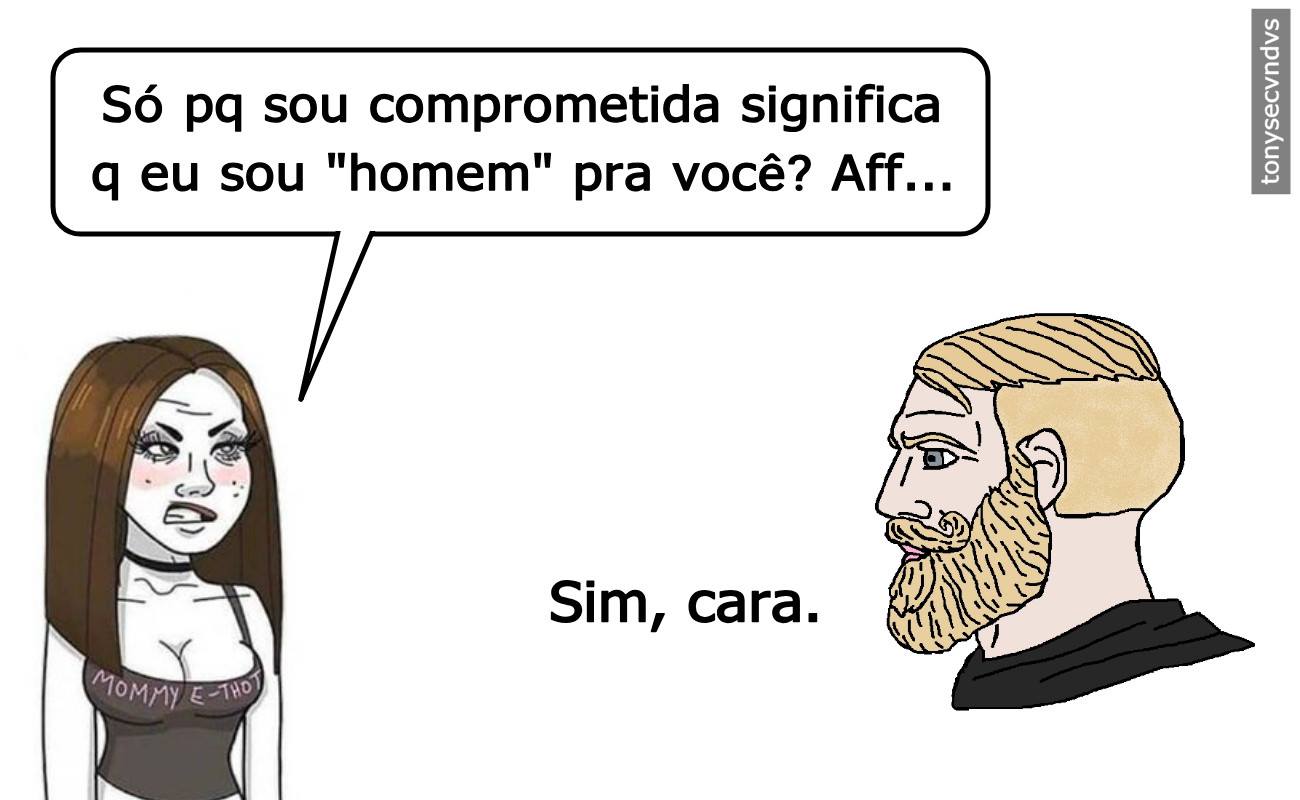 Só pq sou comprometida significa
q eu sou "homem" pra você? Aff...
Sim, cara.
MOMMY E-THOT
tonysecvndvs